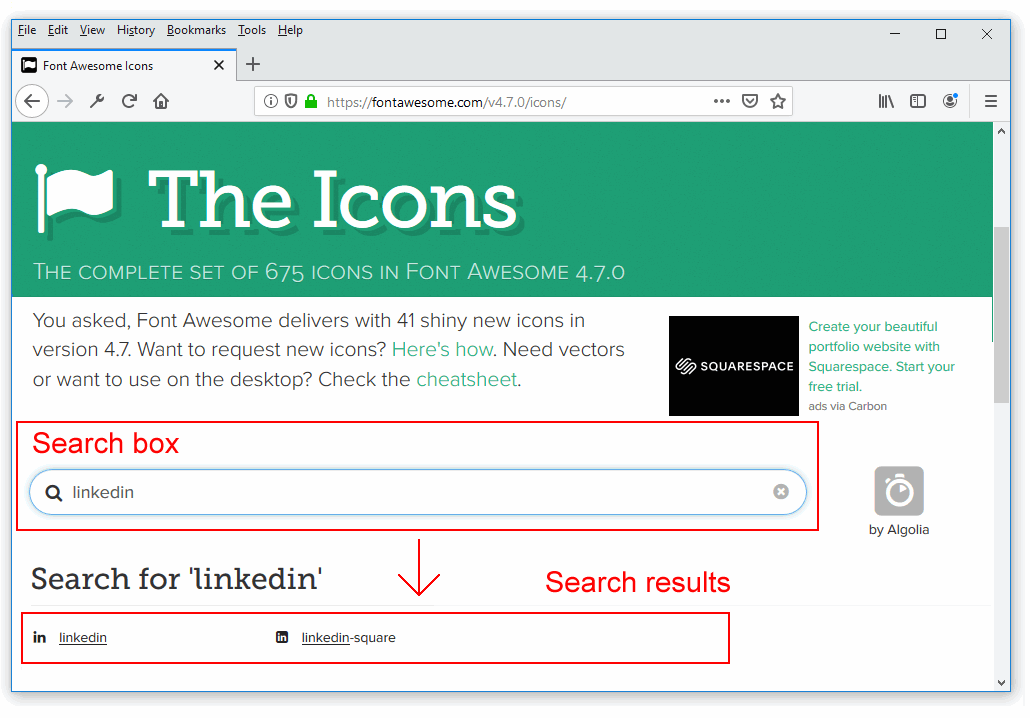 File Edit View History Bookmarks Tools Help
Font Awesome Icons
https://fontawesome.com/v4.7.0/icons/
The Icons
The complete set of 675 icons in Font Awesome 4.7.0
You asked, Font Awesome delivers with 41 shiny new icons in
version 4.7. Want to request new icons? Here's how. Need vectors
or want to use on the desktop? Check the cheatsheet.
SQUARESPACE
Create your beautiful
portfolio website with
Squarespace. Start your
free trial.
ads via Carbon
Search box
linkedin
by Algolia
Search for 'linkedin'
Search results
in linkedin in linkedin-square